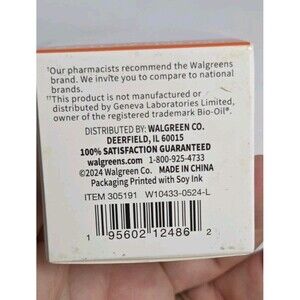 †Our pharmacists recommend the Walgreens
brand. We invite you to compare to national
brands.
††This product is not manufactured or
distributed by Geneva Laboratories Limited,
owner of the registered trademark Bio-Oil®.
DISTRIBUTED BY: WALGREEN CO.
DEERFIELD, IL 60015
100% SATISFACTION GUARANTEED
walgreens.com 1-800-925-4733
©2024 Walgreen Co. MADE IN CHINA
Packaging Printed with Soy Ink
ITEM 305191 W10433-0524-L
1 95602 12486 2